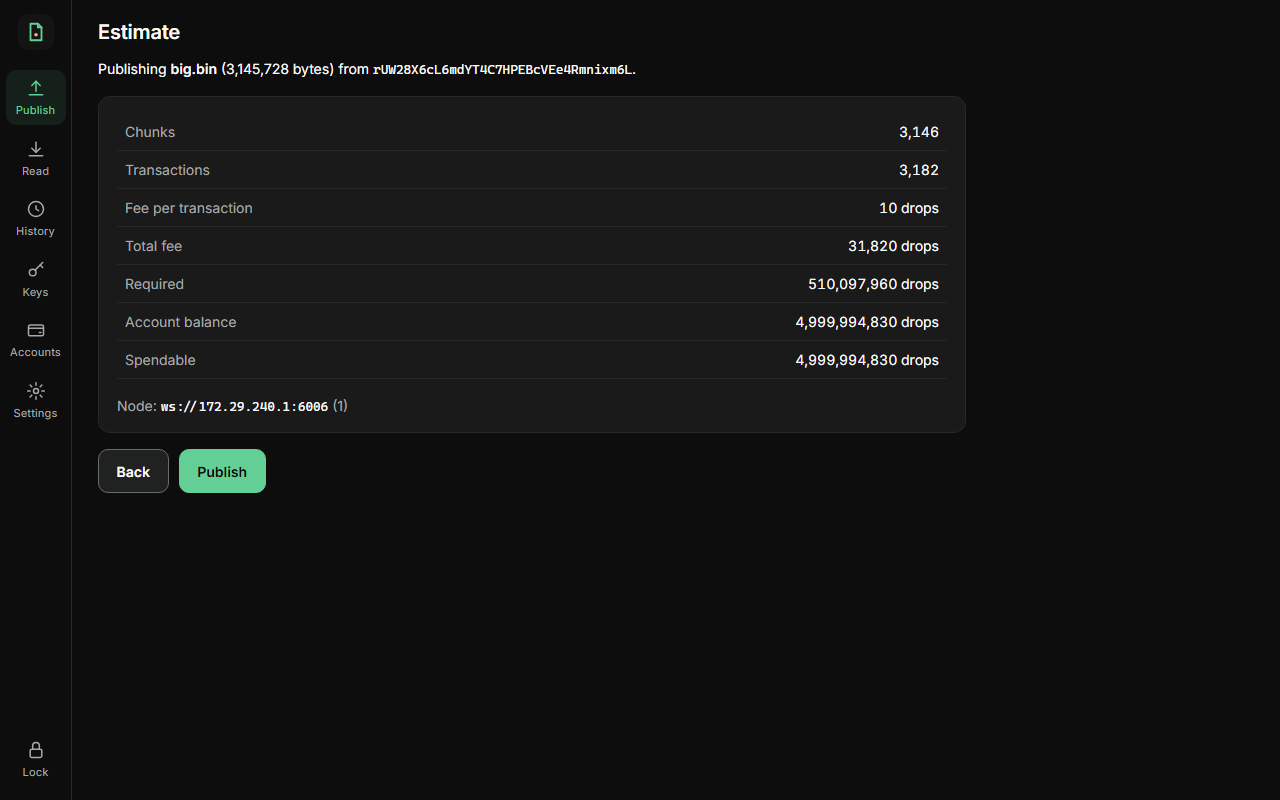 Estimate
Publishing big.bin (3,145,728 bytes) from rUW28X6cL6mdYT4C7HPEBcVEe4Rmnixm6L.
Chunks 3,146
Transactions 3,182
Fee per transaction 10 drops
Total fee 31,820 drops
Required 510,097,960 drops
Account balance 4,999,994,830 drops
Spendable 4,999,994,830 drops
Node: ws://172.29.240.1:6006 (1)
Back Publish
Publish
Read
History
Keys
Accounts
Settings
Lock